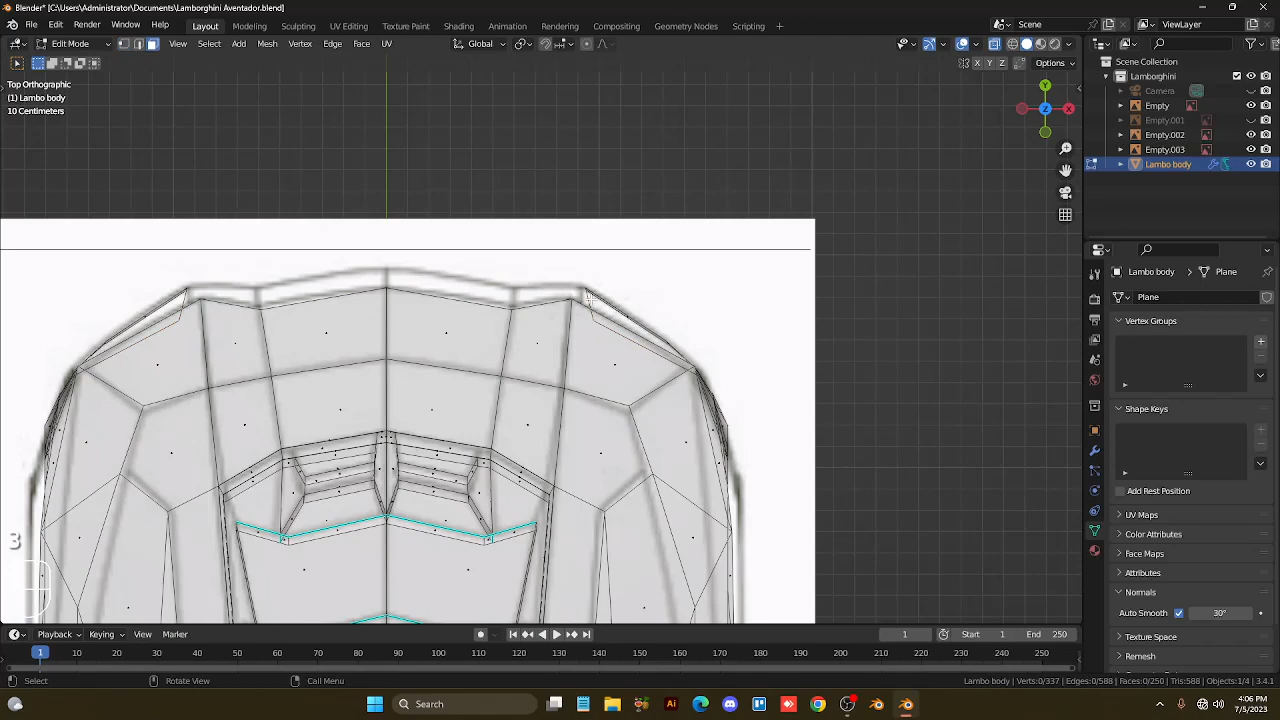 Blender* [C:\Users\Administrator\Documents\Lamborghini Aventador.blend]
File Edit Render Window Help Layout Modeling Sculpting UV Editing Texture Paint Shading Animation Rendering Compositing Geometry Nodes Scripting + Scene ViewLayer
Edit Mode View Select Add Mesh Vertex Edge Face UV Global
X Y Z Options
Top Orthographic
(1) Lambo body
10 Centimeters
Y
Z X
3
Scene Collection
Lamborghini
Camera
Empty
Empty.001
Empty.002
Empty.003
Lambo body
Lambo body Plane
Plane
Vertex Groups
Shape Keys
Add Rest Position
UV Maps
Color Attributes
Face Maps
Attributes
Normals
Auto Smooth 30°
Texture Space
Remesh
Playback Keying View Marker 1 Start 1 End 250
1 10 20 30 40 50 60 70 80 90 100 110 120 130 140 150 160 170 180 190 200 210 220 230 240 250
Select Rotate View Call Menu Lambo body | Verts:0/337 | Edges:0/588 | Faces:0/250 | Tris:588 | Objects:1/4 | 3.4.1
Search Ai 3:06 PM
7/5/2023